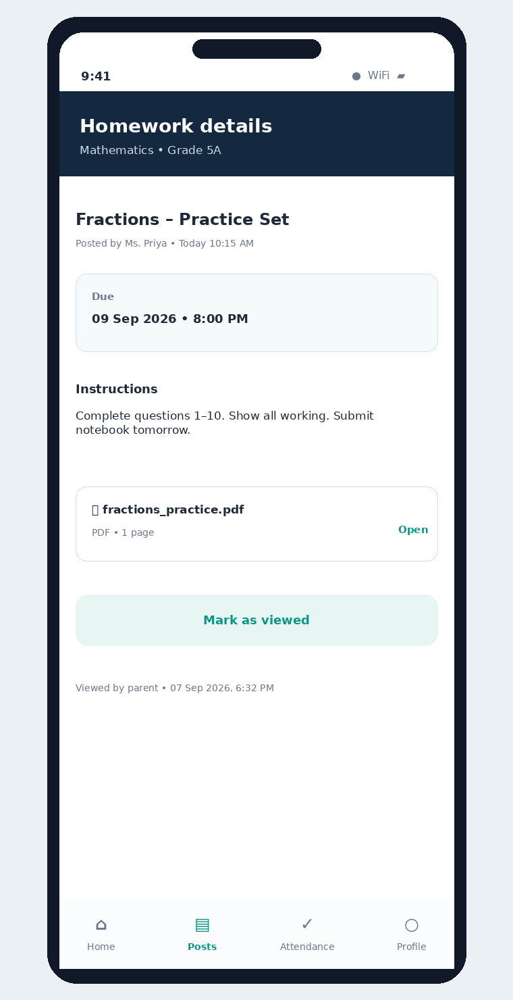 9:41
WiFi
Homework details
Mathematics • Grade 5A
Fractions – Practice Set
Posted by Ms. Priya • Today 10:15 AM
Due
09 Sep 2026 • 8:00 PM
Instructions
Complete questions 1–10. Show all working. Submit
notebook tomorrow.
fractions_practice.pdf
PDF • 1 page
Open
Mark as viewed
Viewed by parent • 07 Sep 2026, 6:32 PM
Home
Posts
Attendance
Profile